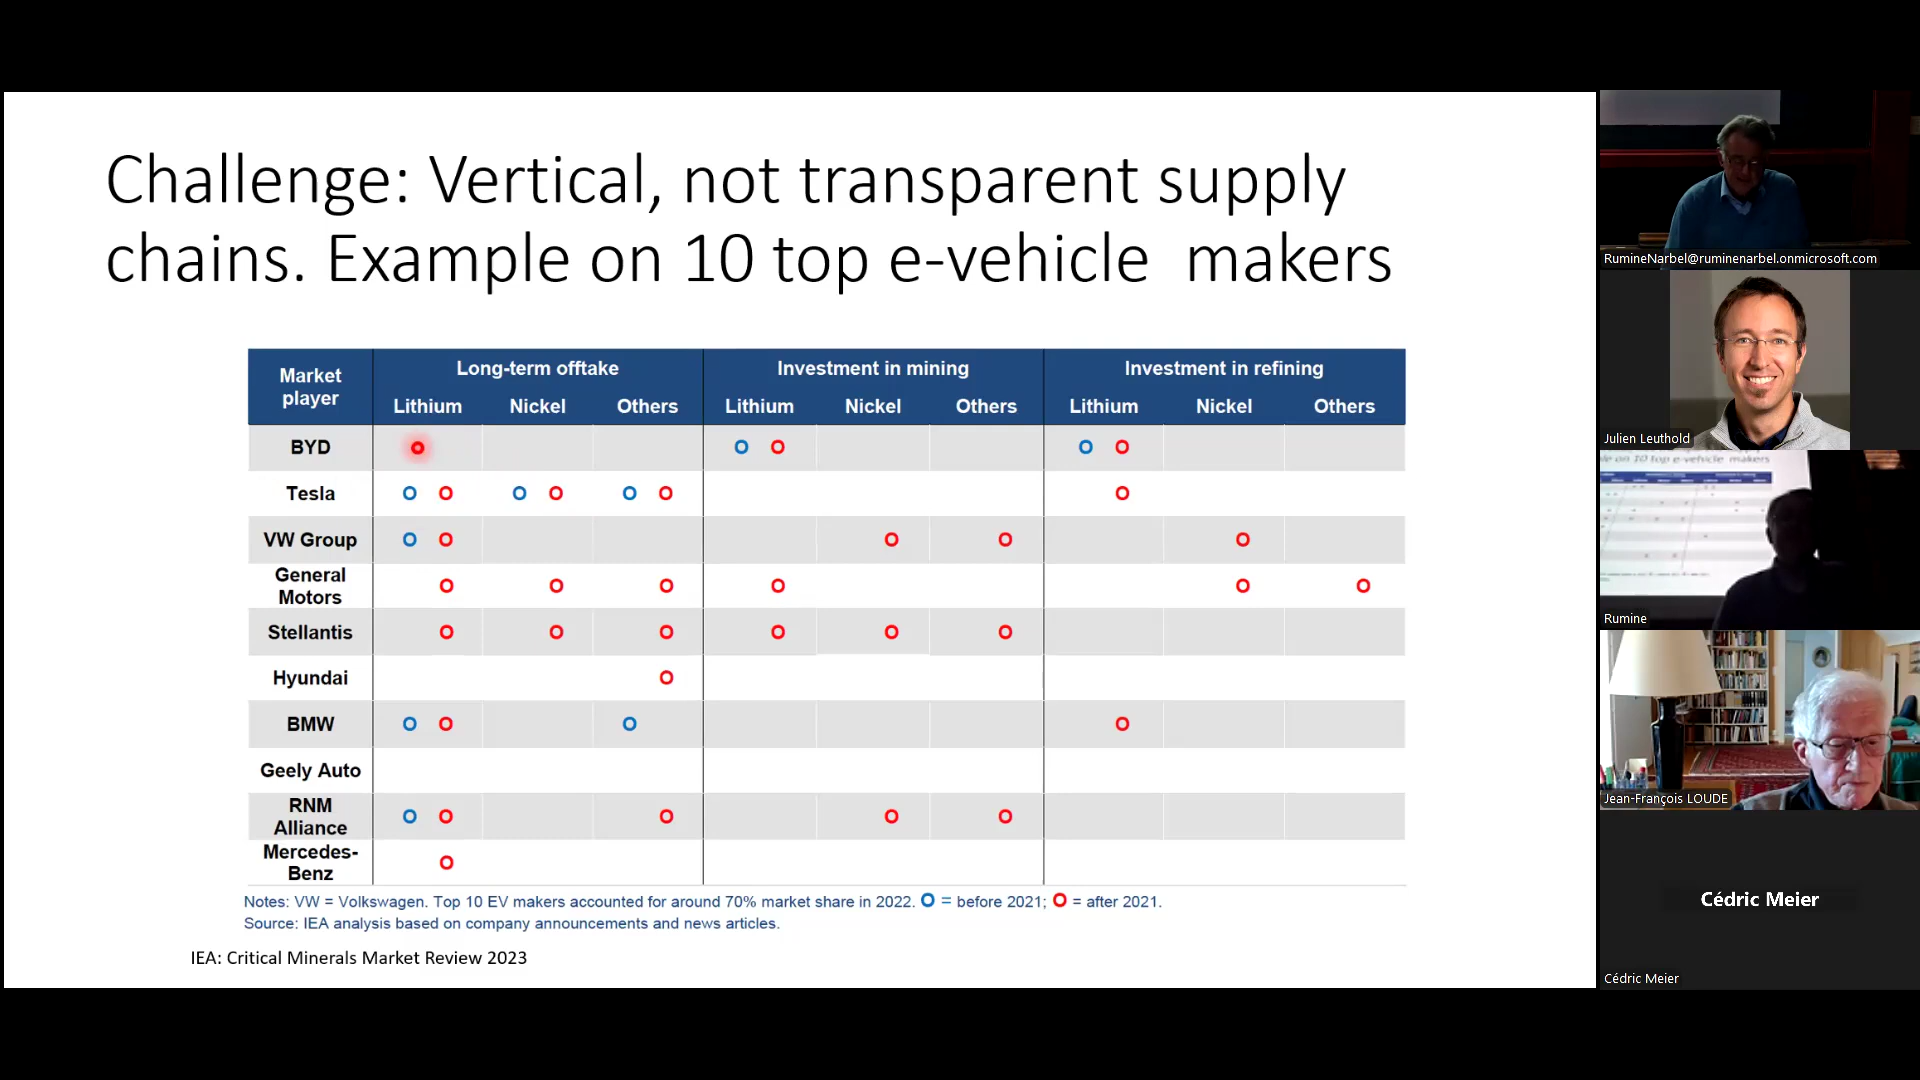 Challenge: Vertical, not transparent supply
chains. Example on 10 top e-vehicle makers
Market player
Long-term offtake
Investment in mining
Investment in refining
Lithium Nickel Others Lithium Nickel Others Lithium Nickel Others
BYD
Tesla
VW Group
General
Motors
Stellantis
Hyundai
BMW
Geely Auto
RNM
Alliance
Mercedes-
Benz
Notes: VW = Volkswagen. Top 10 EV makers accounted for around 70% market share in 2022. O = before 2021; O = after 2021.
Source: IEA analysis based on company announcements and news articles.
IEA: Critical Minerals Market Review 2023
RumineNarbel@ruminenarbel.onmicrosoft.com
Julien Leuthold
on 10 top e-vehicle makers
Rumine
Jean-François LOUDE
Cédric Meier
Cédric Meier